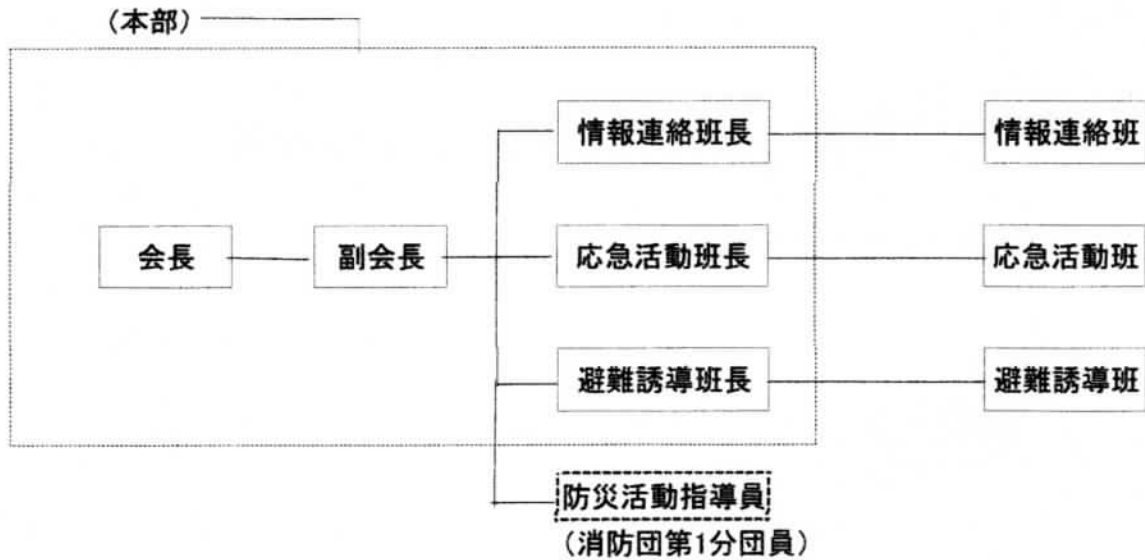 (本部)
情報連絡班長
情報連絡班
会長
副会長
応急活動班長
応急活動班
避難誘導班長
避難誘導班
防災活動指導員
(消防団第1分団員)